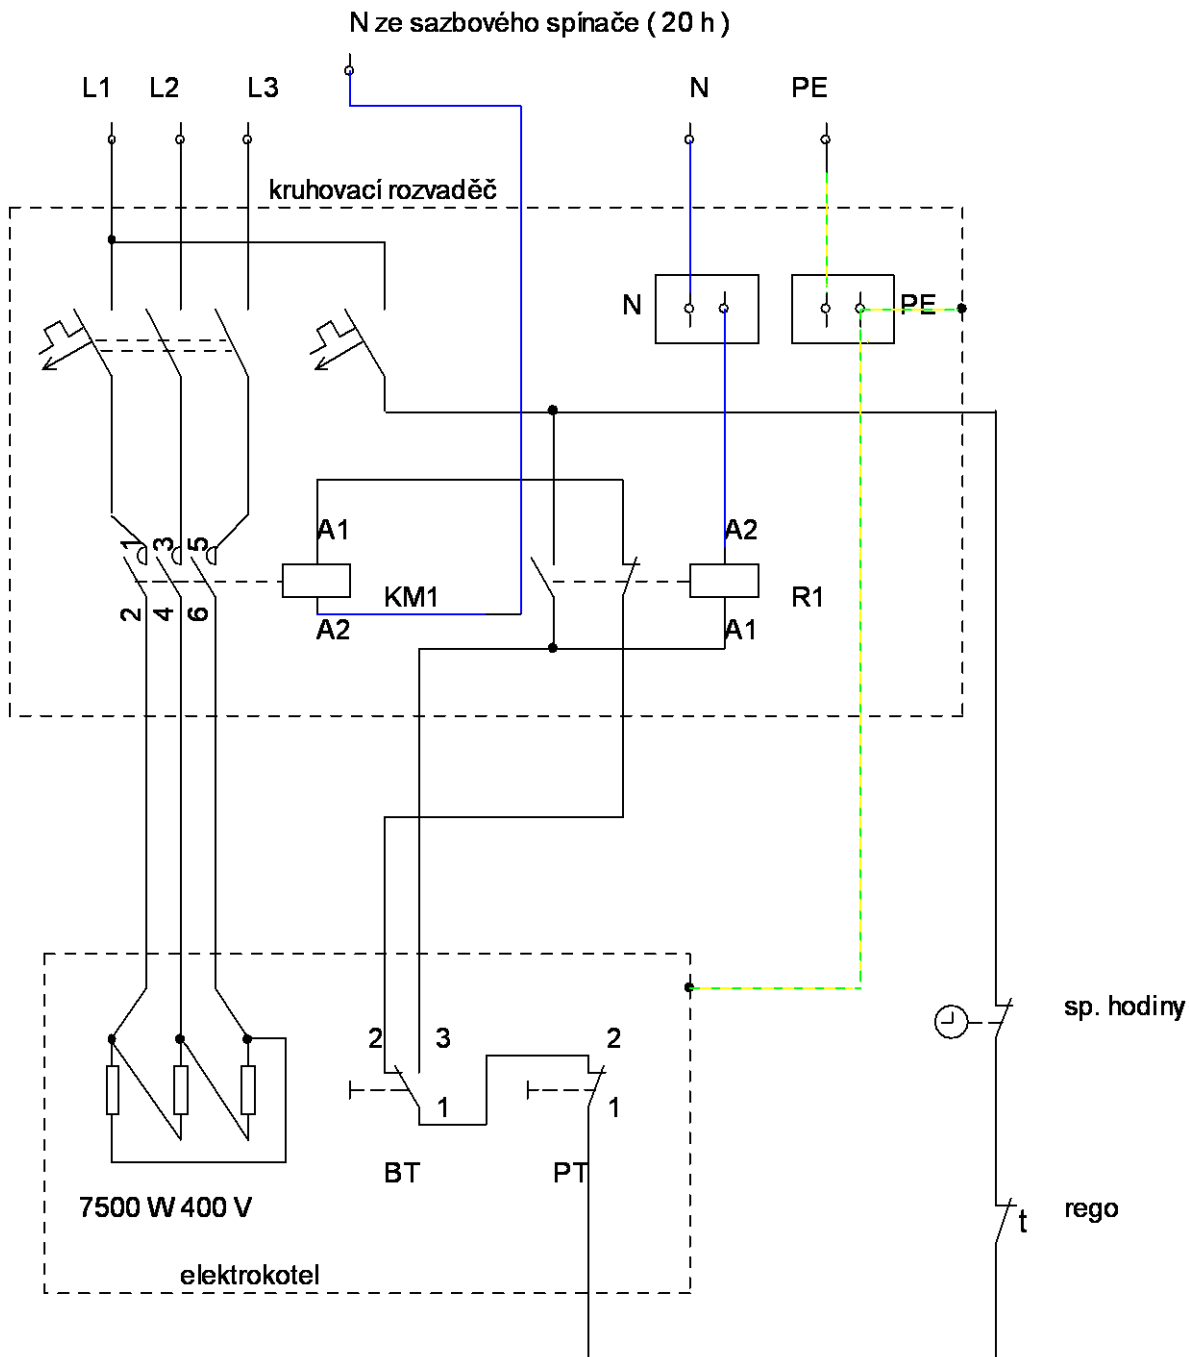 N ze sazbového spínače ( 20 h )
L1 L2 L3 N PE
kruhovací rozvaděč
N PE
A1 A2
1 3 5
KM1 R1
2 4 6
A2 A1
sp. hodiny
2 3 2
1 1
BT PT
7500 W 400 V
rego
t
elektrokotel